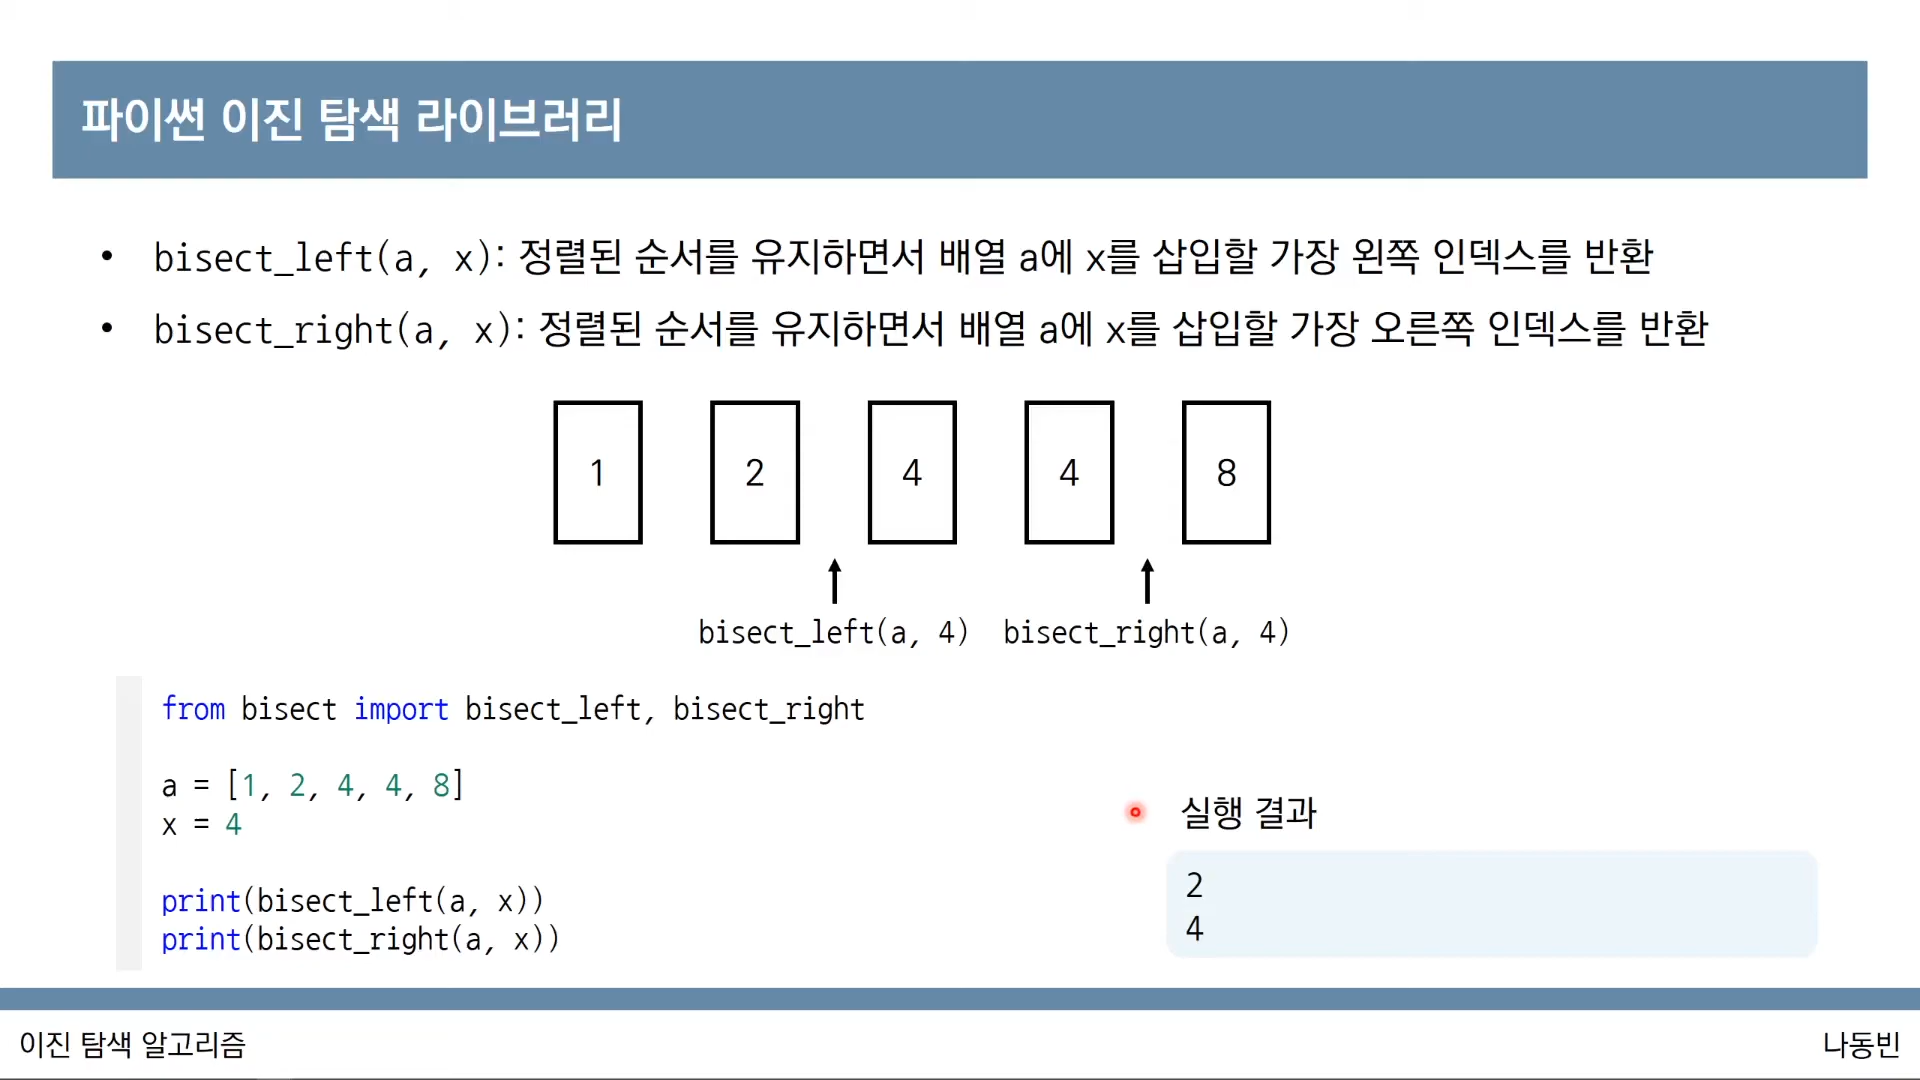 파이썬 이진 탐색 라이브러리
• bisect_left(a, x): 정렬된 순서를 유지하면서 배열 a에 x를 삽입할 가장 왼쪽 인덱스를 반환
• bisect_right(a, x): 정렬된 순서를 유지하면서 배열 a에 x를 삽입할 가장 오른쪽 인덱스를 반환
1 2 4 4 8
bisect_left(a, 4) bisect_right(a, 4)
from bisect import bisect_left, bisect_right
a = [1, 2, 4, 4, 8]
x = 4
print(bisect_left(a, x))
print(bisect_right(a, x))
실행 결과
2
4
이진 탐색 알고리즘
나동빈